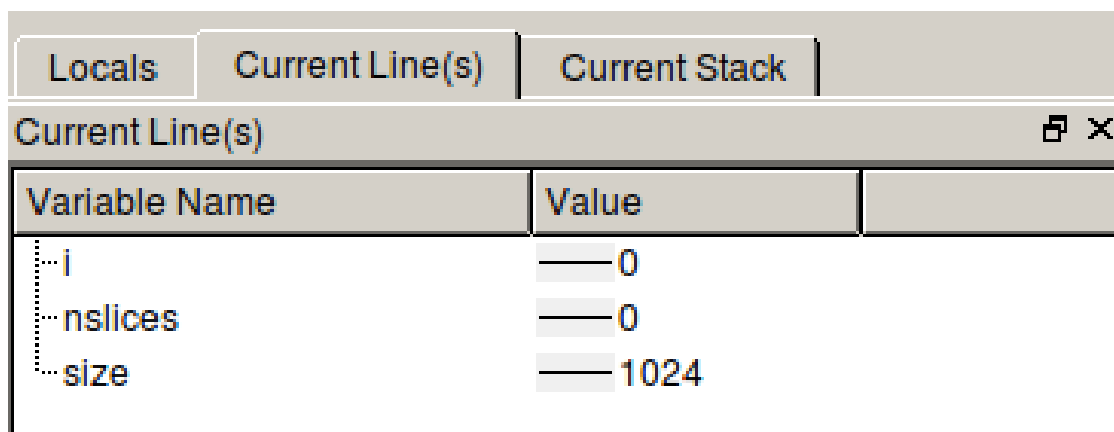 Locals Current Line(s) Current Stack
Current Line(s)
Variable Name Value
i 0
nslices 0
size 1024